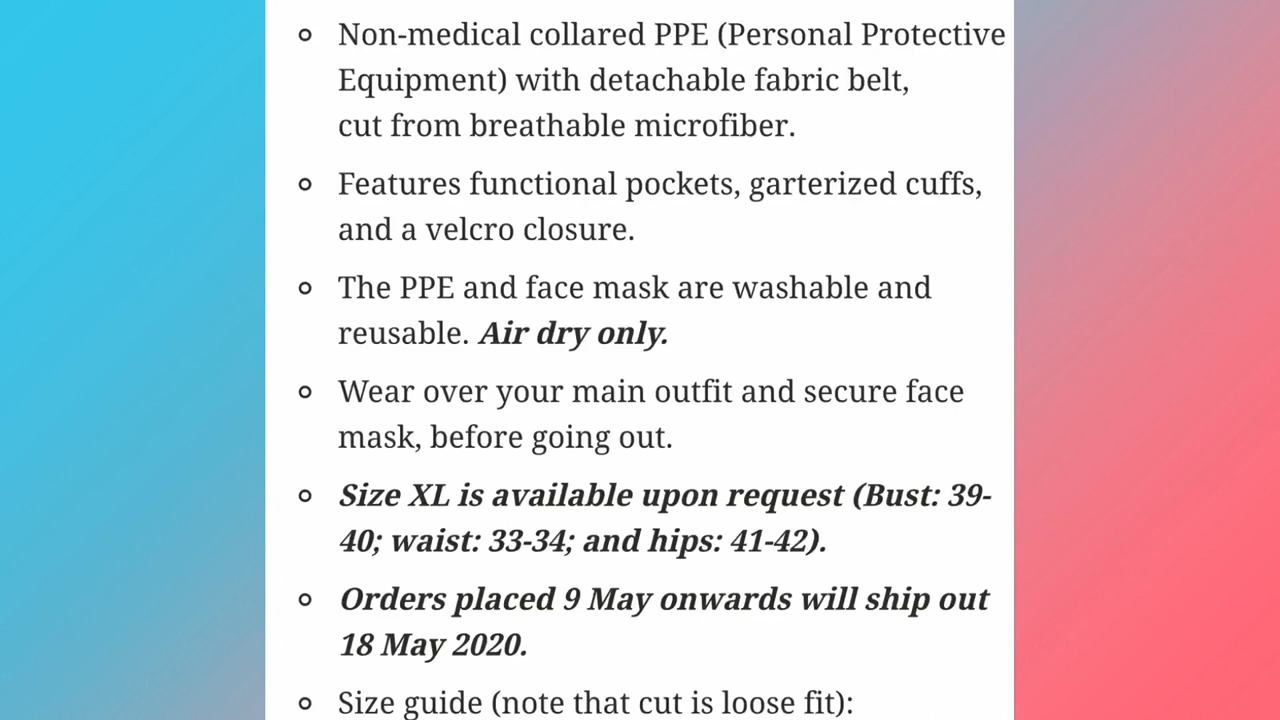 Non-medical collared PPE (Personal Protective
Equipment) with detachable fabric belt,
cut from breathable microfiber.
Features functional pockets, garterized cuffs,
and a velcro closure.
The PPE and face mask are washable and
reusable. Air dry only.
Wear over your main outfit and secure face
mask, before going out.
Size XL is available upon request (Bust: 39-
40; waist: 33-34; and hips: 41-42).
Orders placed 9 May onwards will ship out
18 May 2020.
Size guide (note that cut is loose fit):